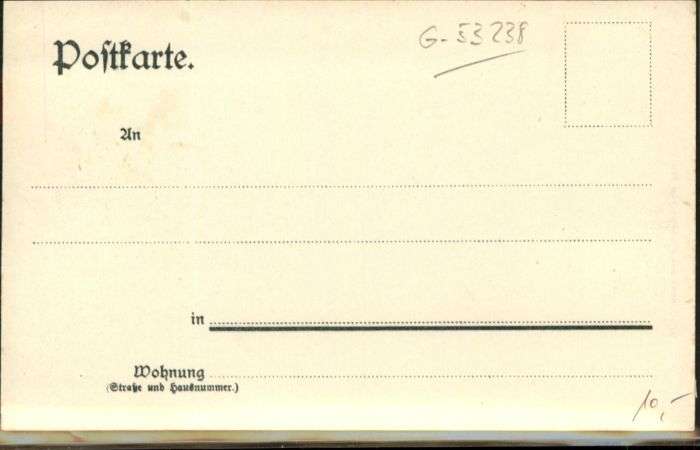 Postkarte.
G-53238
An
in
Wohnung
(Straße und Hausnummer.)
10,-